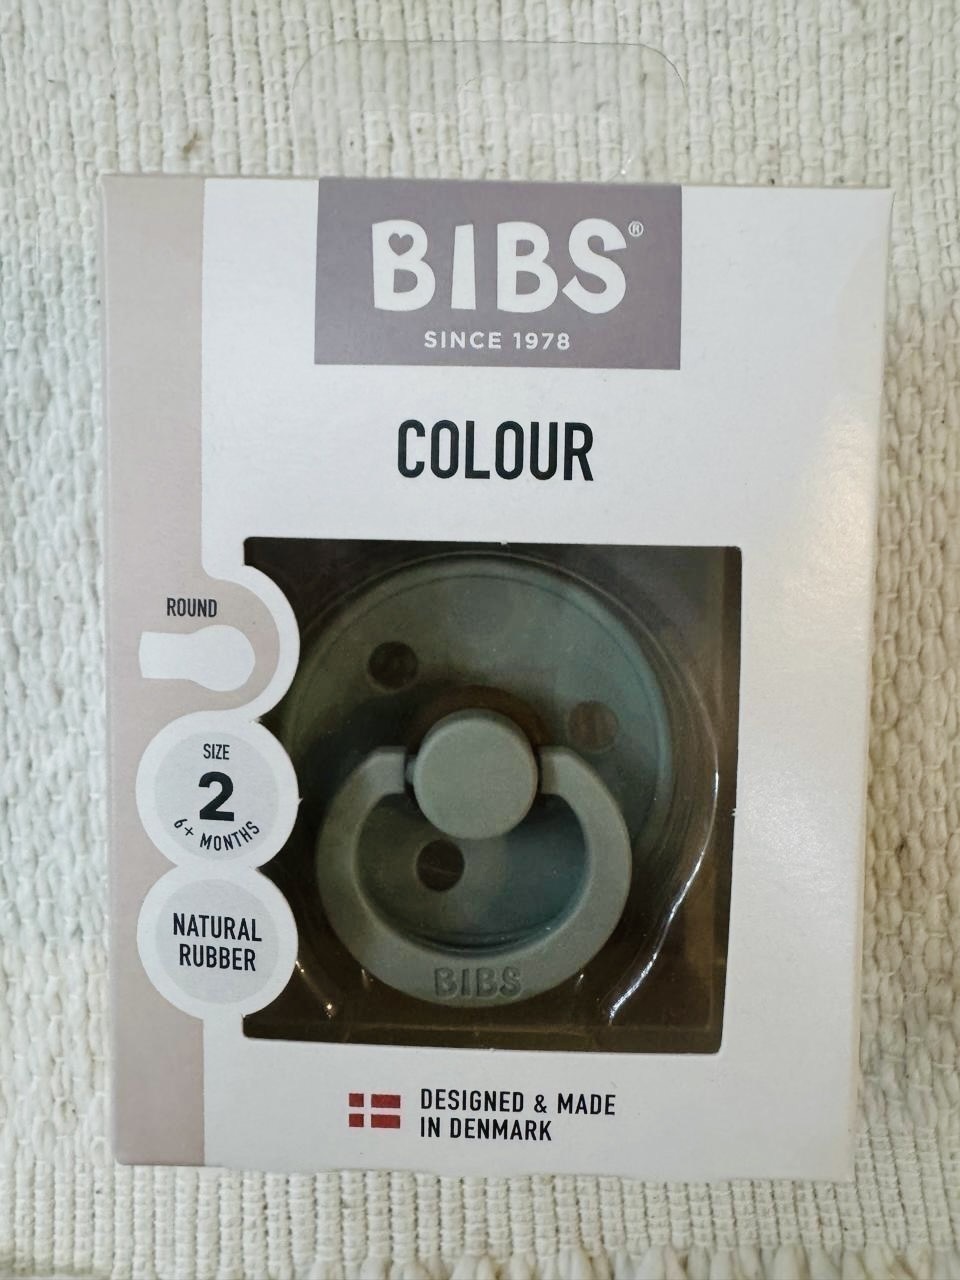 BIBS®
SINCE 1978
COLOUR
ROUND
SIZE
2
6+ MONTHS
NATURAL
RUBBER
BIBS
DESIGNED & MADE
IN DENMARK